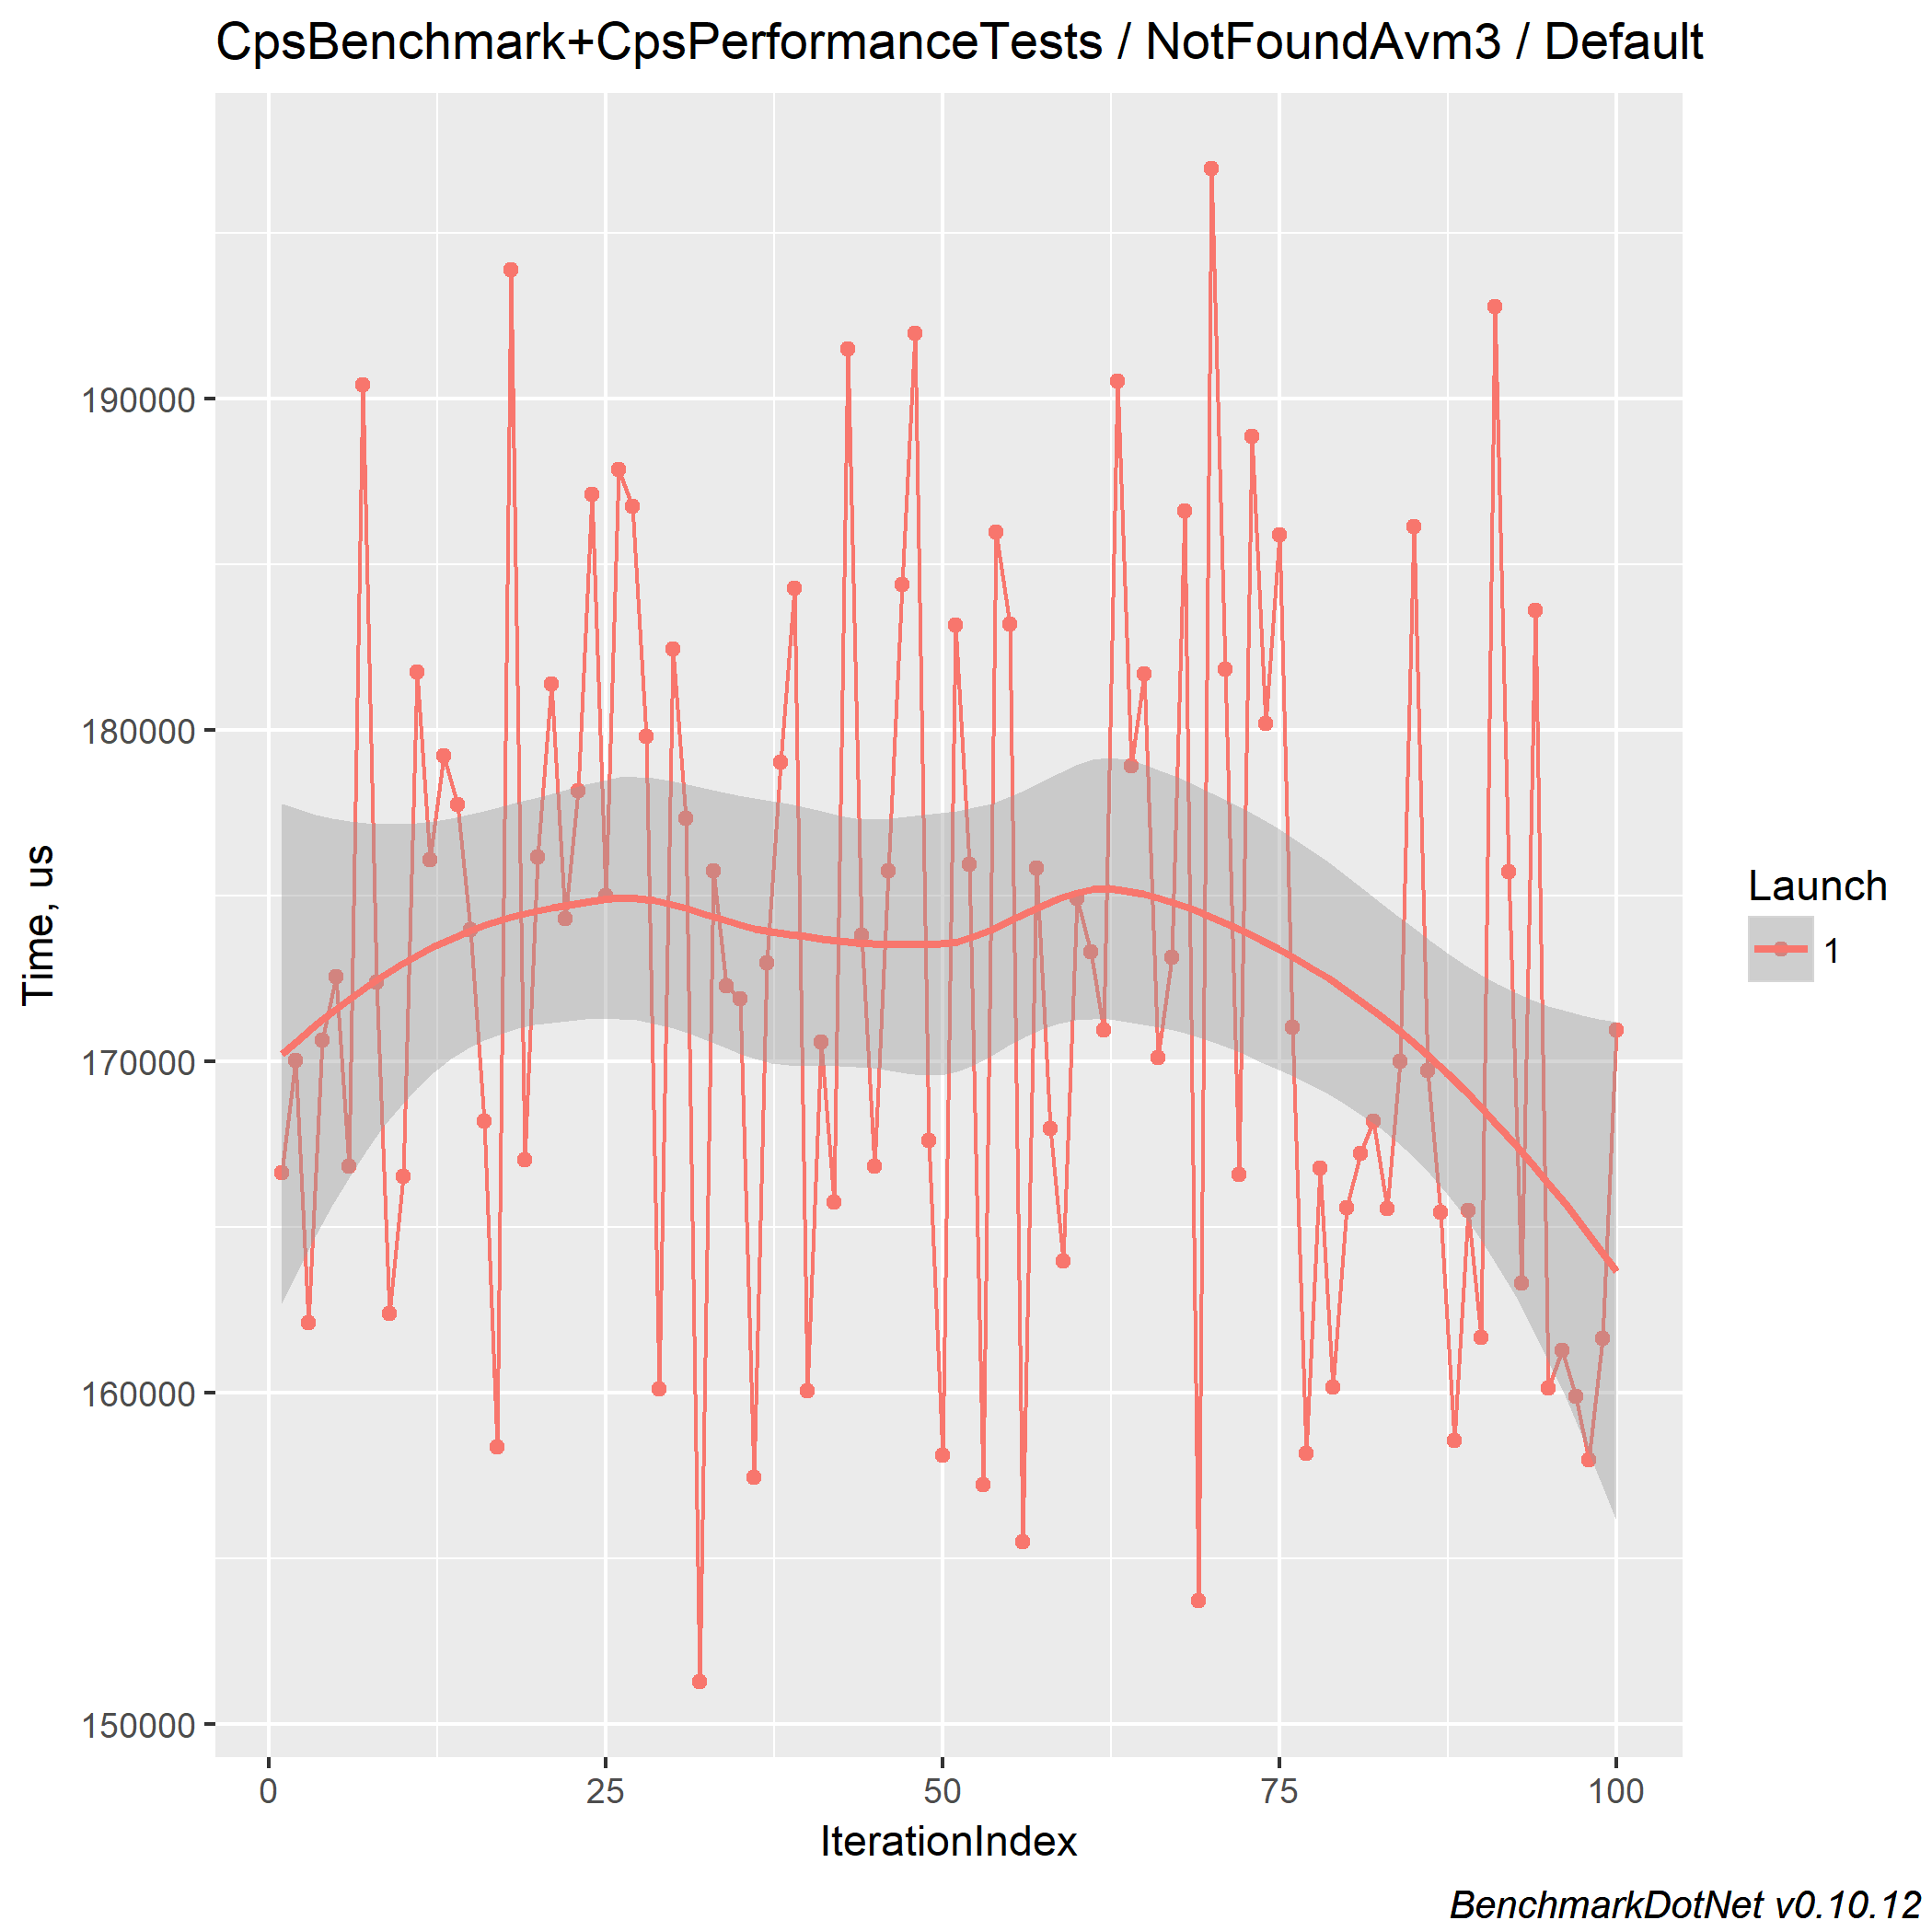 CpsBenchmark+CpsPerformanceTests / NotFoundAvm3 / Default
Time, us
190000
180000
170000
160000
150000
0 25 50 75 100
IterationIndex
Launch
1
BenchmarkDotNet v0.10.12